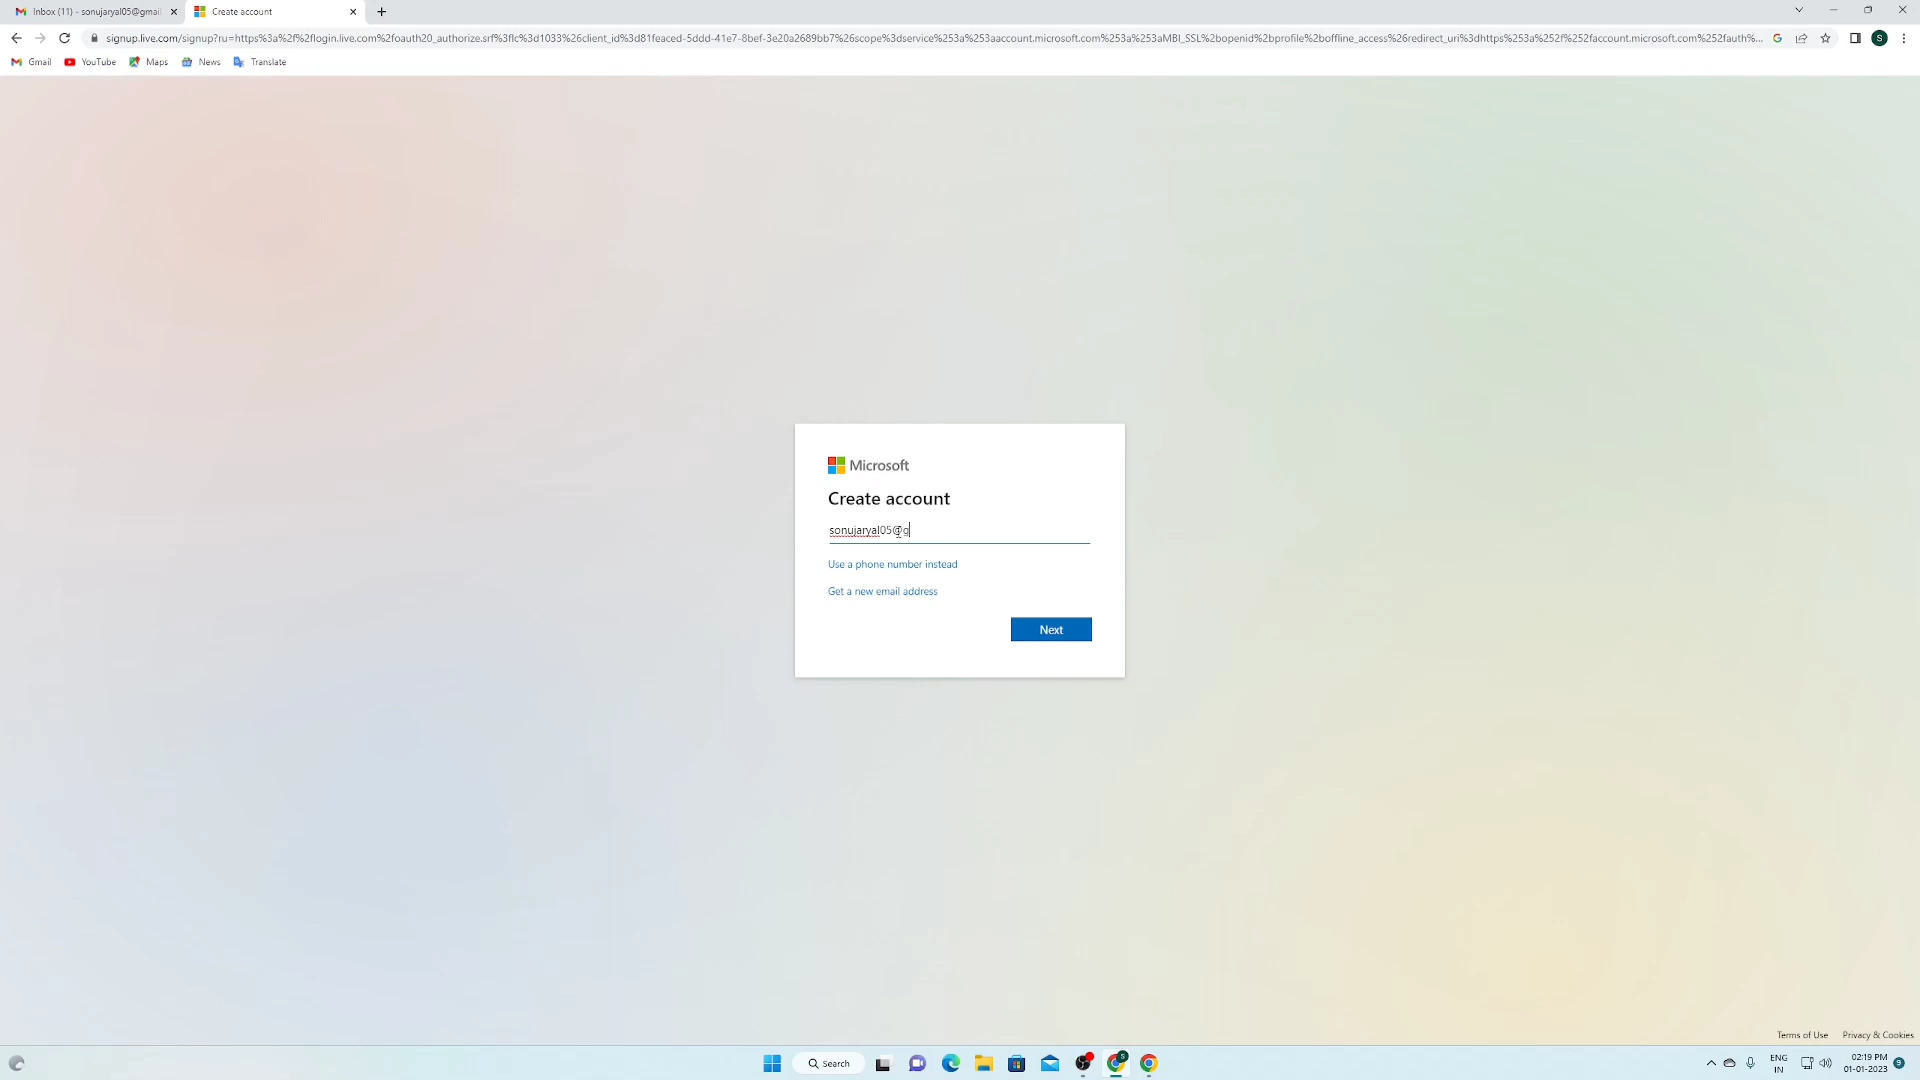 Inbox (11) - sonujaryal05@gmail
Create account
signup.live.com/signup?ru=https%3a%2f%2flogin.live.com%2foauth20_authorize.srf%3flc%3d1033%26client_id%3d81feaced-5ddd-41e7-8bef-3e20a2689bb7%26scope%3dservice%253a%253aaccount.microsoft.com%253a%253aMBI_SSL%2bopenid%2bprofile%2boffline_access%26redirect_uri%3dhttps%253a%252f%252faccount.microsoft.com%252fauth%...
Gmail YouTube Maps News Translate
Microsoft
Create account
sonujaryal05@g
Use a phone number instead
Get a new email address
Next
Terms of Use Privacy & Cookies
Search
ENG
IN
02:19 PM
01-01-2023
9